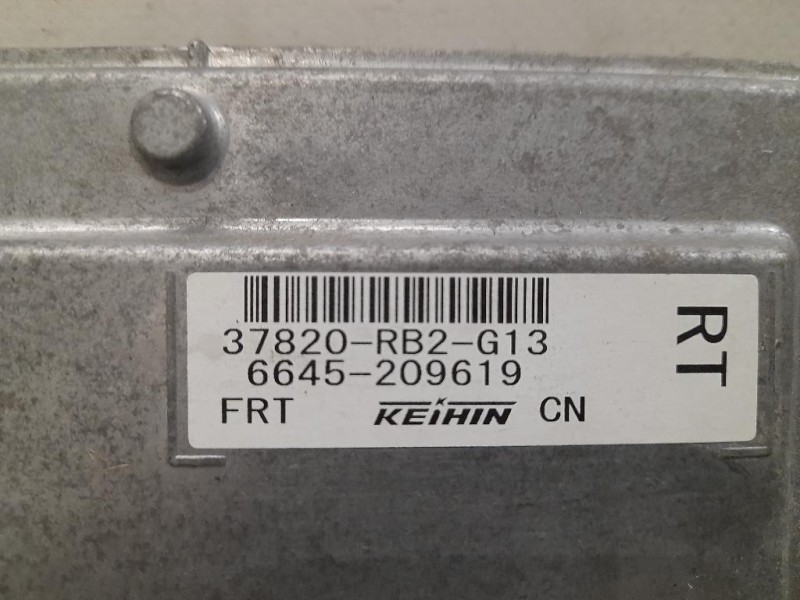 37820-RB2-G13
6645-209619
FRT KEIHIN CN
RT